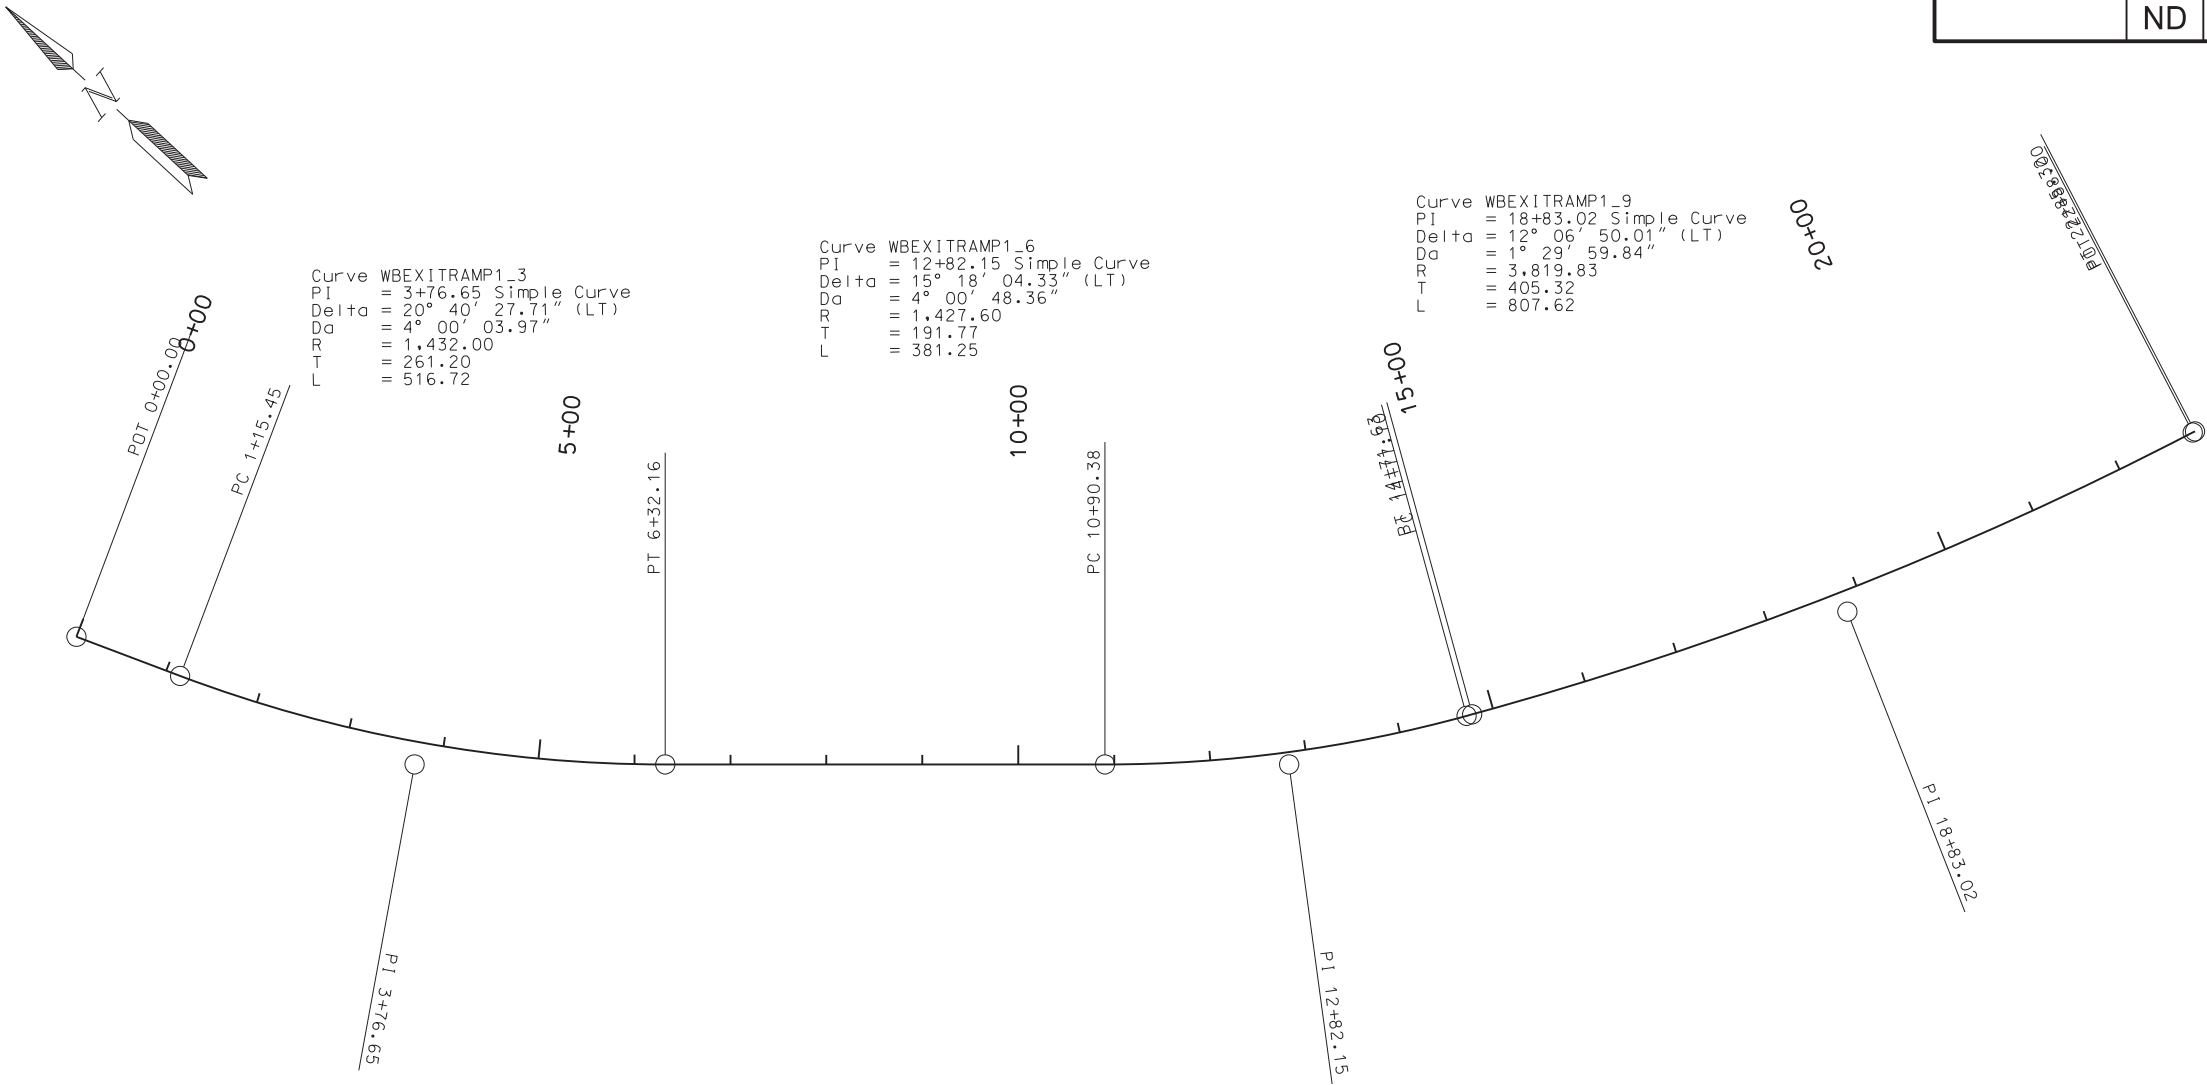 ND
N
Curve WBEXITRAMP1_3
PI = 3+76.65 Simple Curve
Delta = 20° 40' 27.71" (LT)
Da = 4° 00' 03.97"
R = 1,432.00
T = 261.20
L = 516.72
Curve WBEXITRAMP1_6
PI = 12+82.15 Simple Curve
Delta = 15° 18' 04.33" (LT)
Da = 4° 00' 48.36"
R = 1,427.60
T = 191.77
L = 381.25
Curve WBEXITRAMP1_9
PI = 18+83.02 Simple Curve
Delta = 12° 06' 50.01" (LT)
Da = 1° 29' 59.84"
R = 3,819.83
T = 405.32
L = 807.62
0+00
5+00
10+00
15+00
20+00
POT 0+00.00
PC 1+15.45
PT 6+32.16
PC 10+90.38
PI 3+76.65
PI 12+82.15
PI 18+83.02